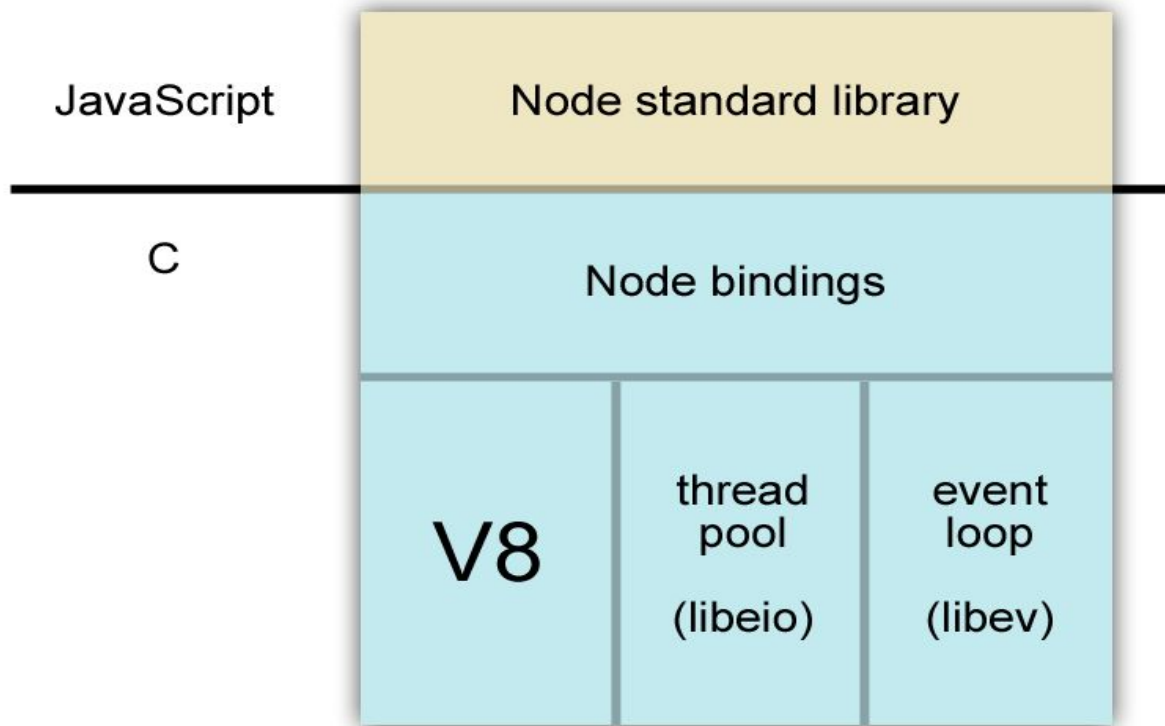 JavaScript
Node standard library
C
Node bindings
V8
thread
pool
(libeio)
event
loop
(libev)